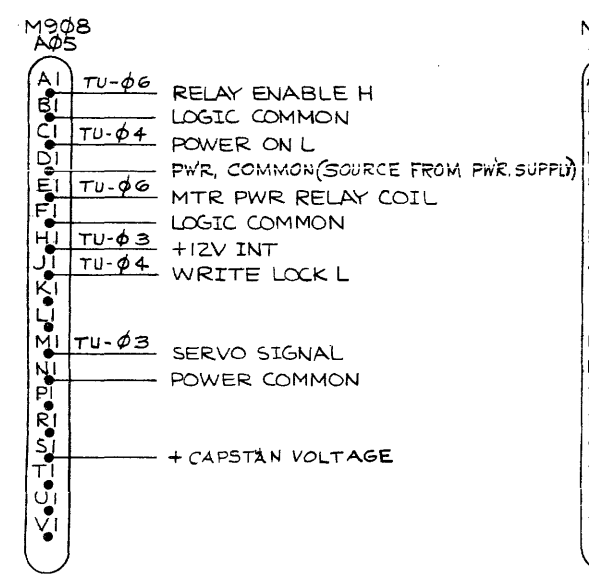 M9Ø8
AØ5
A1 TU-Ø6 RELAY ENABLE H
B1 LOGIC COMMON
C1 TU-Ø4 POWER ON L
D1 PWR, COMMON (SOURCE FROM PWR. SUPPLY)
E1 TU-Ø6 MTR PWR RELAY COIL
F1 LOGIC COMMON
H1 TU-Ø3 +12V INT
J1 TU-Ø4 WRITE LOCK L
K1
L1
M1 TU-Ø3 SERVO SIGNAL
N1 POWER COMMON
P1
R1
S1 + CAPSTAN VOLTAGE
T1
U1
V1